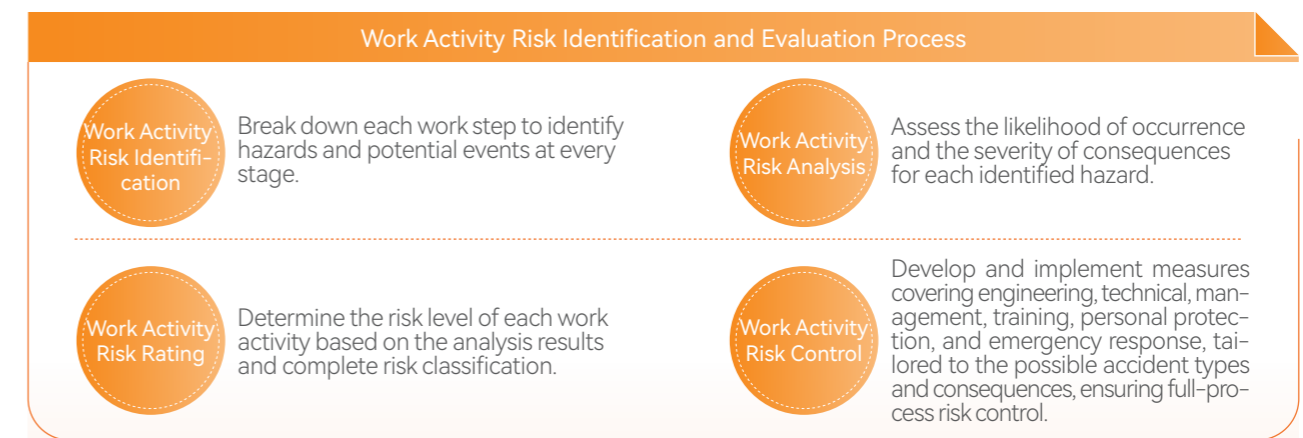 Work Activity Risk Identification and Evaluation Process
Work Activity
Risk Identifi-
cation
Break down each work step to identify
hazards and potential events at every
stage.
Work Activity
Risk Analysis
Assess the likelihood of occurrence
and the severity of consequences
for each identified hazard.
Work Activity
Risk Rating
Determine the risk level of each work
activity based on the analysis results
and complete risk classification.
Work Activity
Risk Control
Develop and implement measures
covering engineering, technical, man-
agement, training, personal protec-
tion, and emergency response, tai-
lored to the possible accident types
and consequences, ensuring full-pro-
cess risk control.